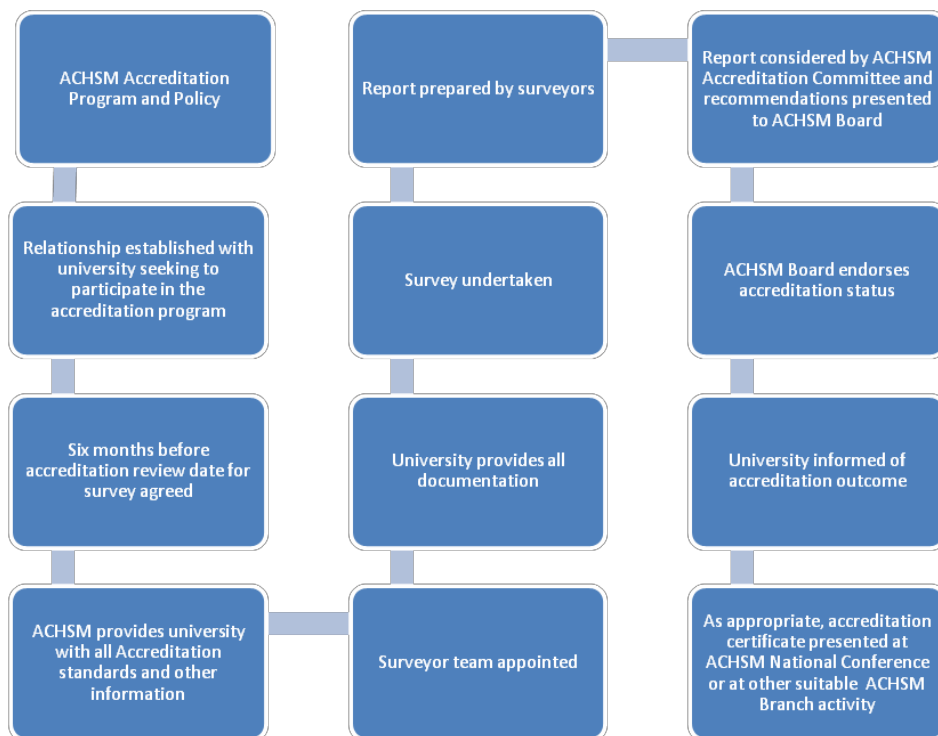 ACHSM Accreditation
Program and Policy
Relationship established with
university seeking to
participate in the
accreditation program
Six months before
accreditation review date for
survey agreed
ACHSM provides university
with all Accreditation
standards and other
information
Surveyor team appointed
University provides all
documentation
Survey undertaken
Report prepared by surveyors
Report considered by ACHSM
Accreditation Committee and
recommendations presented
to ACHSM Board
ACHSM Board endorses
accreditation status
University informed of
accreditation outcome
As appropriate, accreditation
certificate presented at
ACHSM National Conference
or at other suitable ACHSM
Branch activity